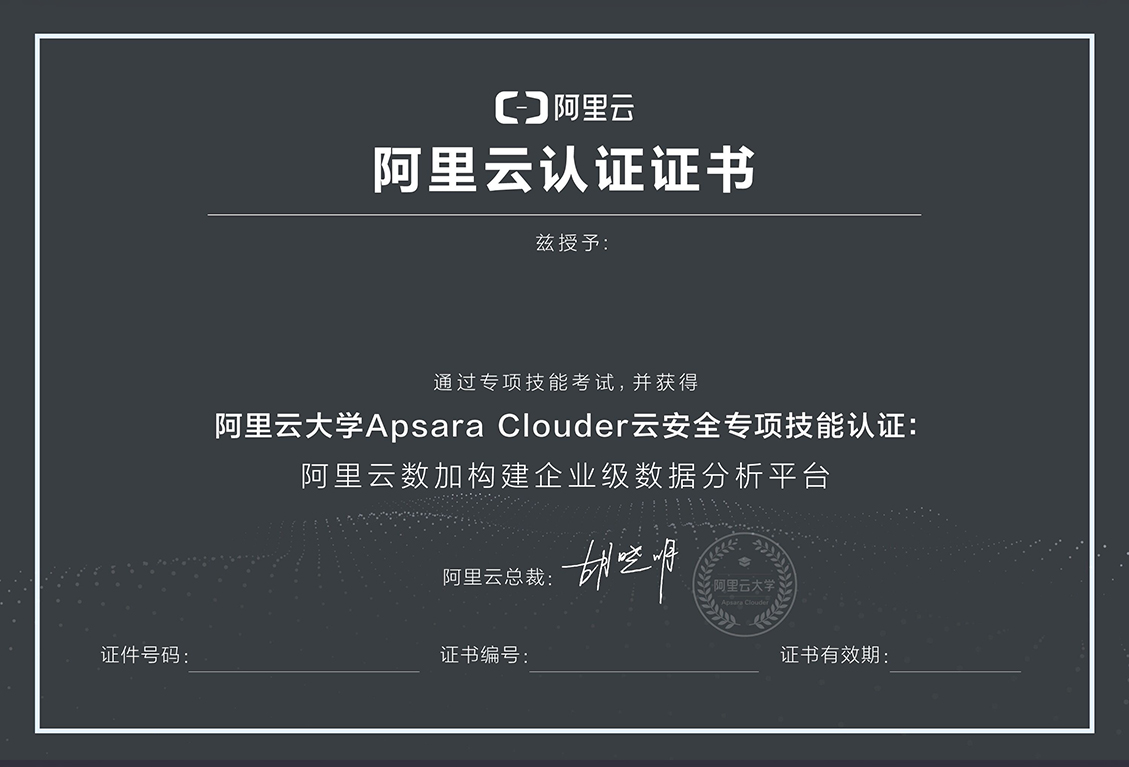 阿里云
阿里云认证证书
兹授予:
通过专项技能考试,并获得
阿里云大学Apsara Clouder云安全专项技能认证:
阿里云数加构建企业级数据分析平台
阿里云总裁: 胡晓明
阿里云大学
Apsara Clouder
证件号码:
证书编号:
证书有效期: